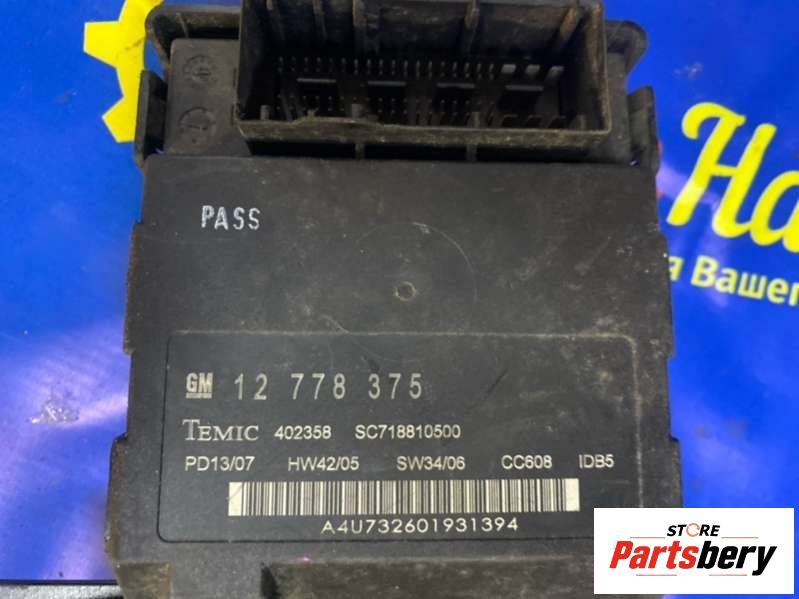 PASS
На
я Вашег
GM 12 778 375
TEMIC 402358 SC718810500
PD13/07 HW42/05 SW34/06 CC608 IDB5
A4U732601931394
STORE
Partsbery